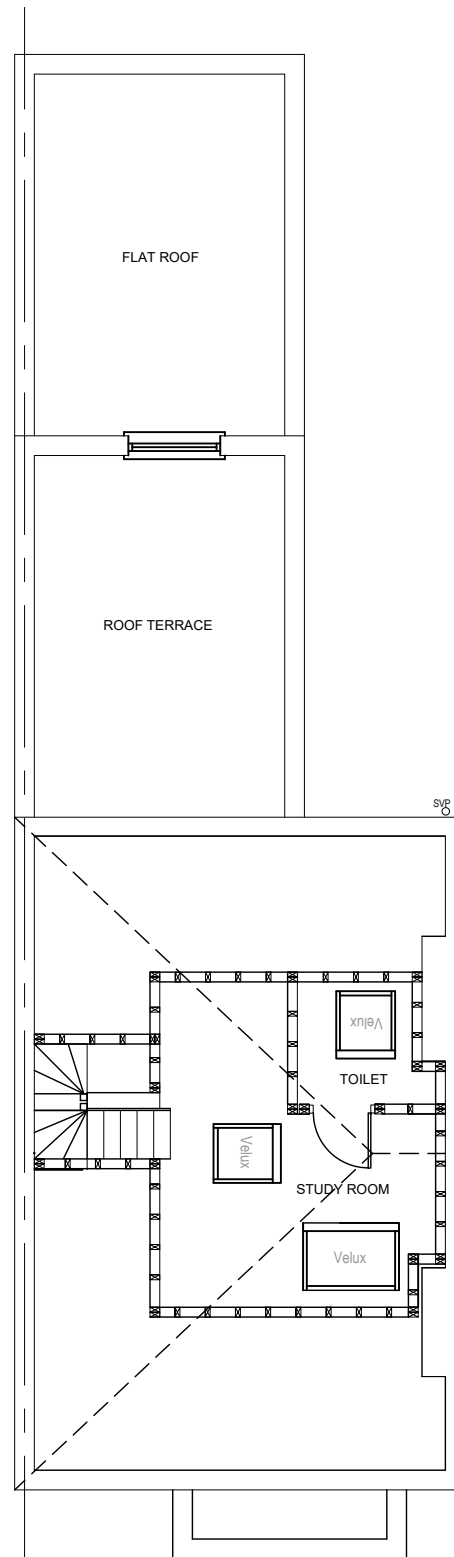 FLAT ROOF
ROOF TERRACE
SVP
Velux
TOILET
Velux
STUDY ROOM
Velux